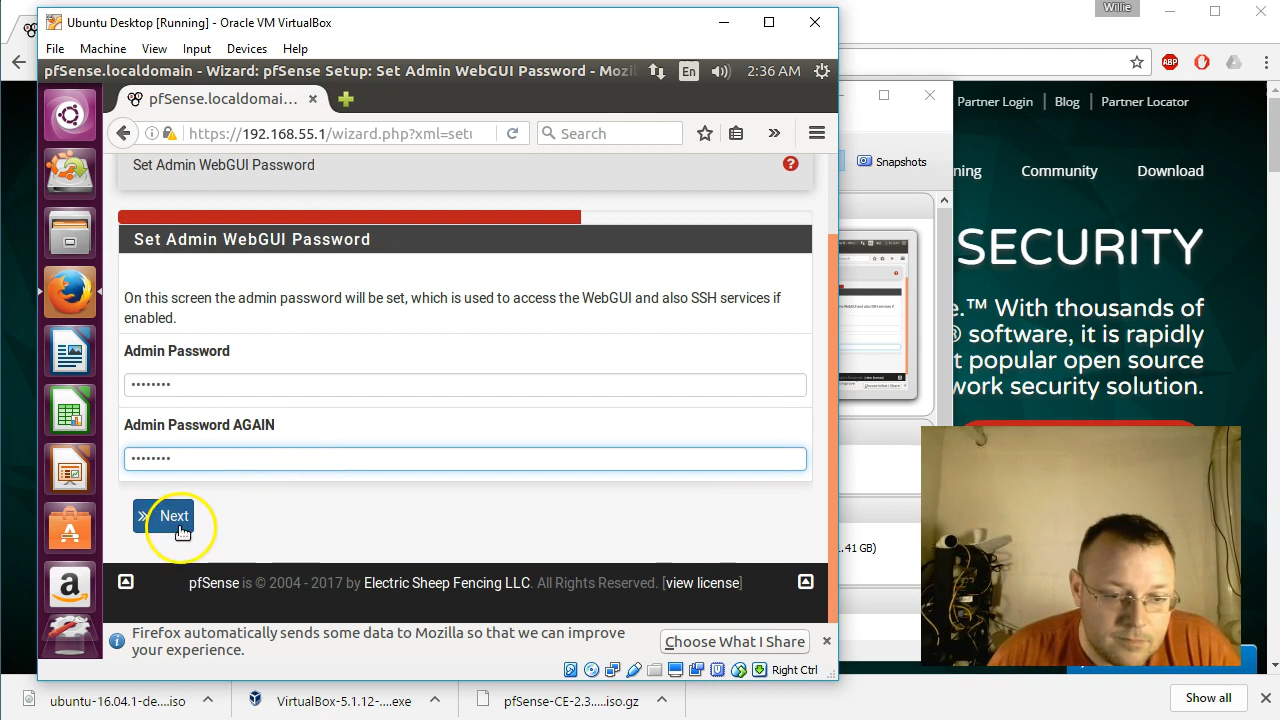 Ubuntu Desktop [Running] - Oracle VM VirtualBox
Willie
File Machine View Input Devices Help
pfSense.localdomain - Wizard: pfSense Setup: Set Admin WebGUI Password - Mozil
En
2:36 AM
pfSense.localdomai...
ABP
https://192.168.55.1/wizard.php?xml=setu
Search
Partner Login
Blog
Partner Locator
Set Admin WebGUI Password
Snapshots
ning
Community
Download
Set Admin WebGUI Password
SECURITY
On this screen the admin password will be set, which is used to access the WebGUI and also SSH services if
enabled.
e.™ With thousands of
® software, it is rapidly
t popular open source
work security solution.
Admin Password
••••••••
Admin Password AGAIN
••••••••
Next
.41 GB)
pfSense is © 2004 - 2017 by Electric Sheep Fencing LLC. All Rights Reserved. [view license]
Firefox automatically sends some data to Mozilla so that we can improve
your experience.
Choose What I Share
Right Ctrl
ubuntu-16.04.1-de....iso
VirtualBox-5.1.12-....exe
pfSense-CE-2.3.....iso.gz
Show all